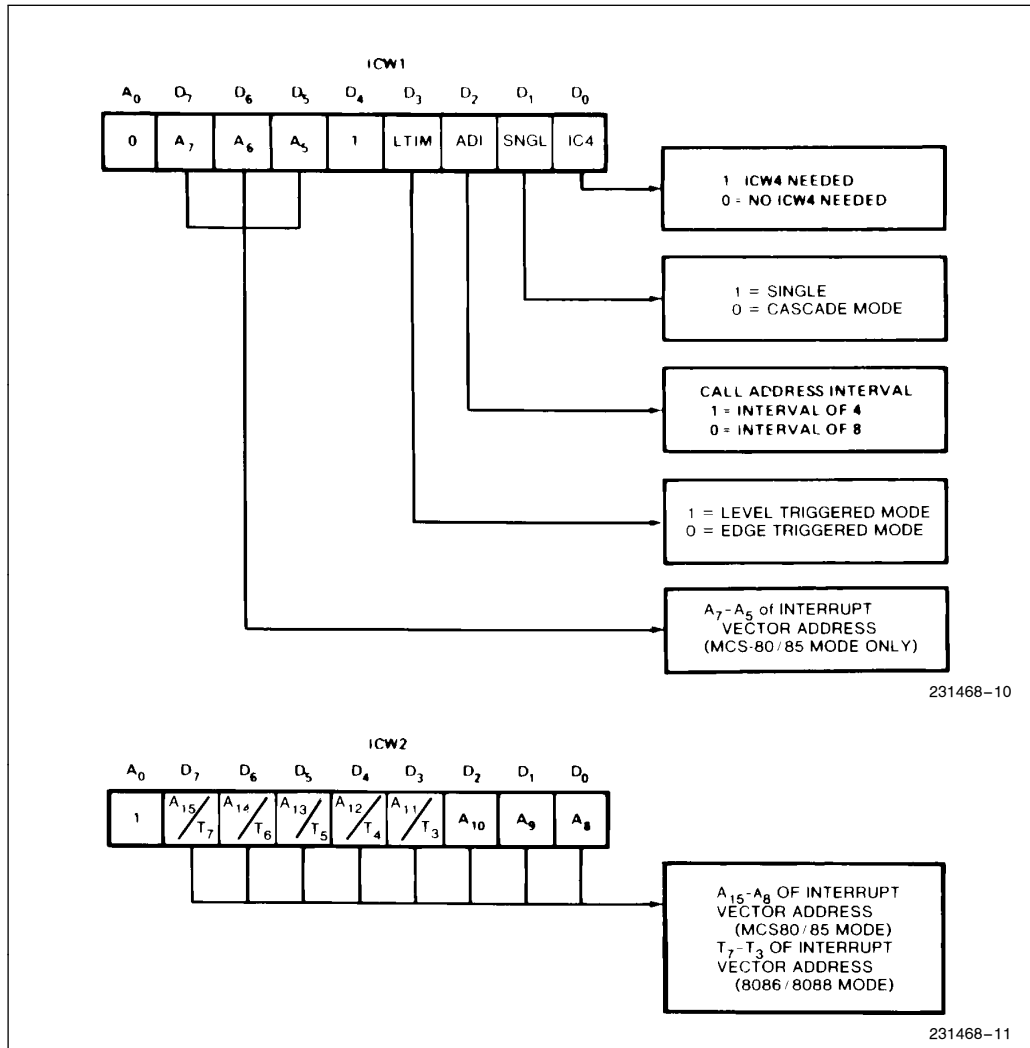 ICW1
A0 D7 D6 D5 D4 D3 D2 D1 D0
0 A7 A6 A5 1 LTIM ADI SNGL IC4
1 ICW4 NEEDED
0 = NO ICW4 NEEDED
1 = SINGLE
0 = CASCADE MODE
CALL ADDRESS INTERVAL
1 = INTERVAL OF 4
0 = INTERVAL OF 8
1 = LEVEL TRIGGERED MODE
0 = EDGE TRIGGERED MODE
A7-A5 of INTERRUPT
VECTOR ADDRESS
(MCS-80/85 MODE ONLY)
231468-10
ICW2
A0 D7 D6 D5 D4 D3 D2 D1 D0
1 A15/T7 A14/T6 A13/T5 A12/T4 A11/T3 A10 A9 A8
A15-A8 OF INTERRUPT
VECTOR ADDRESS
(MCS80/85 MODE)
T7-T3 OF INTERRUPT
VECTOR ADDRESS
(8086/8088 MODE)
231468-11